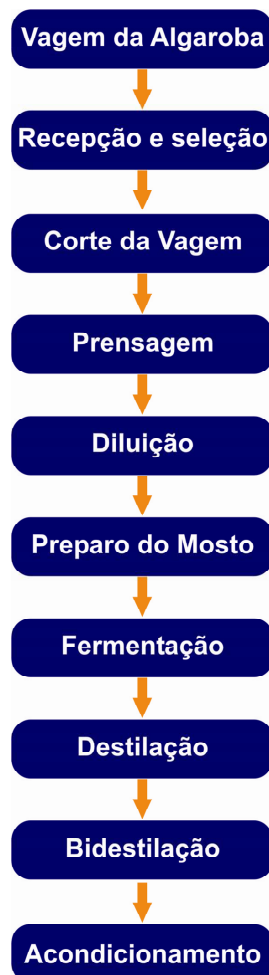 Vagem da Algaroba
Recepção e seleção
Corte da Vagem
Prensagem
Diluição
Preparo do Mosto
Fermentação
Destilação
Bidestilação
Acondicionamento